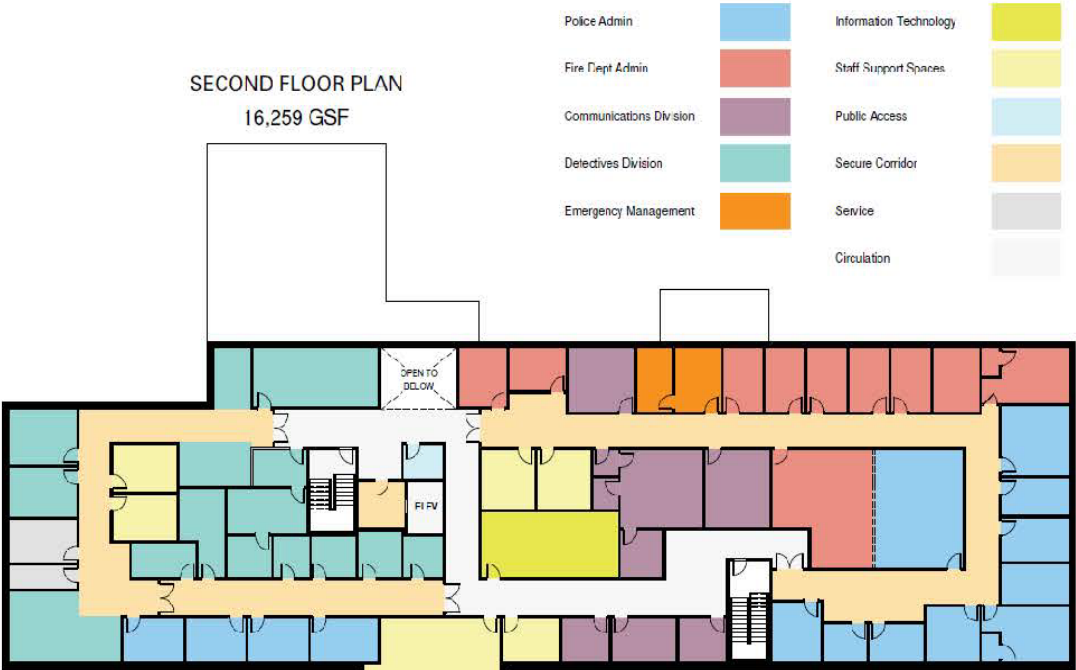 SECOND FLOOR PLAN
16,259 GSF
Police Admin
Fire Dept Admin
Communications Division
Detectives Division
Emergency Management
Information Technology
Staff Support Spaces
Public Access
Secure Corridor
Service
Circulation
OPEN TO
BELOW
ELEV